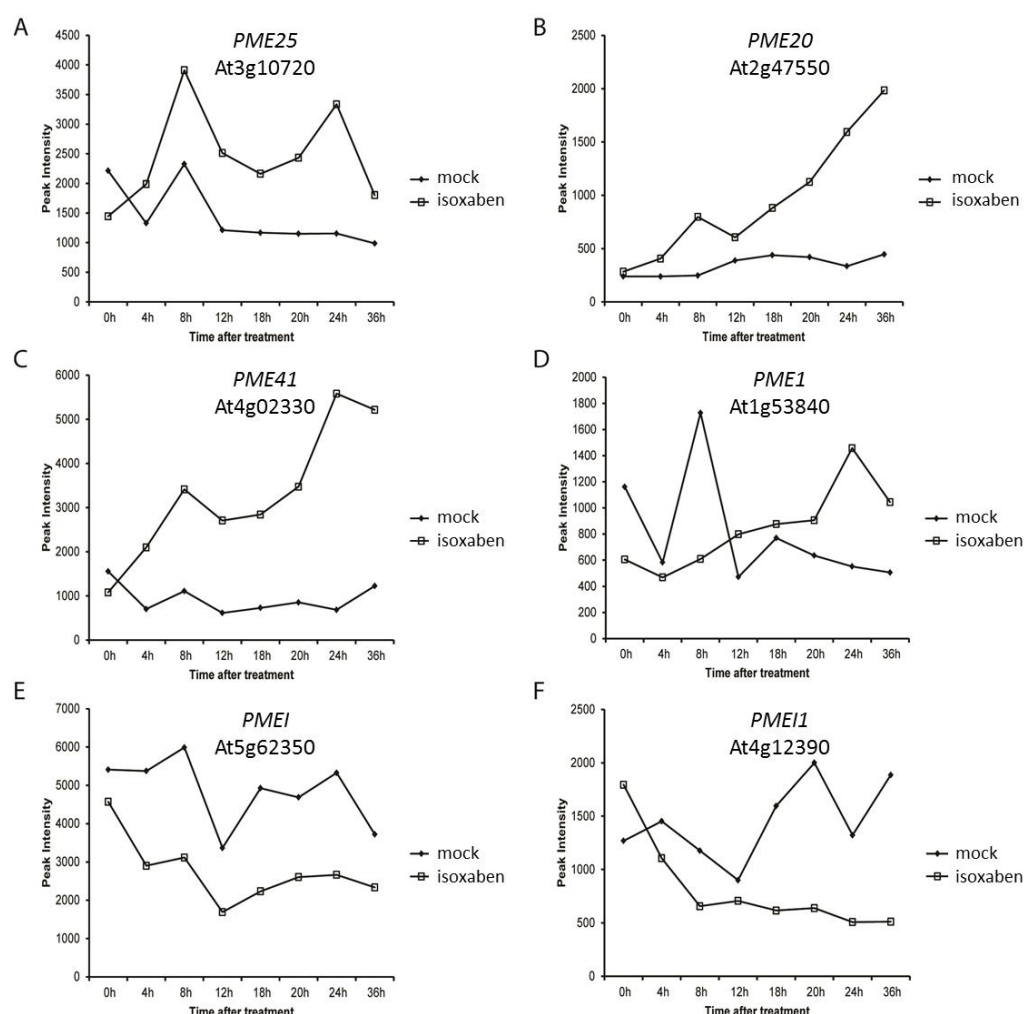 A
PME25
At3g10720
4500
4000
3500
3000
2500
2000
1500
1000
500
0
Peak Intensity
0h 4h 8h 12h 18h 20h 24h 36h
Time after treatment
mock
isoxaben
B
PME20
At2g47550
2500
2000
1500
1000
500
0
Peak Intensity
0h 4h 8h 12h 18h 20h 24h 36h
Time after treatment
mock
isoxaben
C
PME41
At4g02330
6000
5000
4000
3000
2000
1000
0
Peak Intensity
0h 4h 8h 12h 18h 20h 24h 36h
Time after treatment
mock
isoxaben
D
PME1
At1g53840
2000
1800
1600
1400
1200
1000
800
600
400
200
0
Peak Intensity
0h 4h 8h 12h 18h 20h 24h 36h
Time after treatment
mock
isoxaben
E
PMEI
At5g62350
7000
6000
5000
4000
3000
2000
1000
0
Peak Intensity
0h 4h 8h 12h 18h 20h 24h 36h
Time after treatment
mock
isoxaben
F
PMEI1
At4g12390
2500
2000
1500
1000
500
0
Peak Intensity
0h 4h 8h 12h 18h 20h 24h 36h
Time after treatment
mock
isoxaben